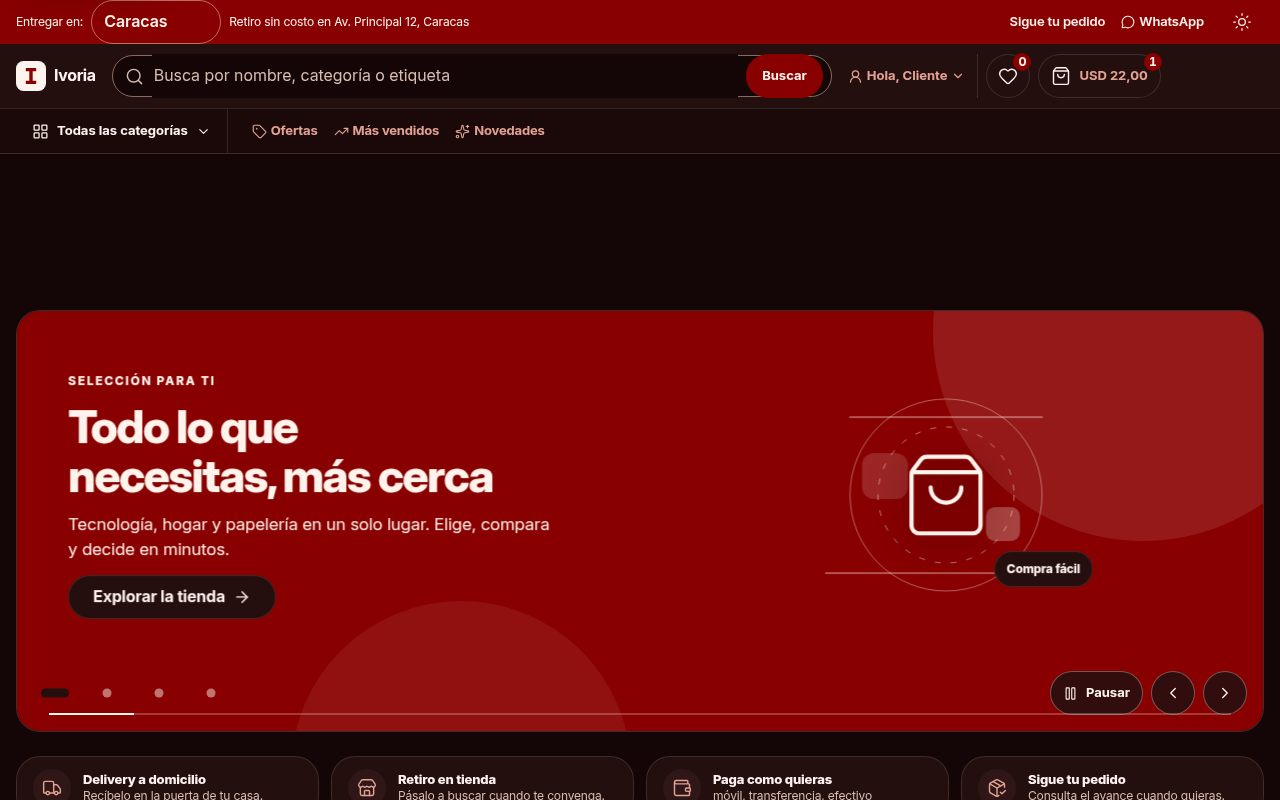 Entregar en: Caracas Retiro sin costo en Av. Principal 12, Caracas Sigue tu pedido WhatsApp
I Ivoria Busca por nombre, categoría o etiqueta Buscar Hola, Cliente 0 USD 22,00 1
Todas las categorías Ofertas Más vendidos Novedades
SELECCIÓN PARA TI
Todo lo que
necesitas, más cerca
Tecnología, hogar y papelería en un solo lugar. Elige, compara
y decide en minutos.
Explorar la tienda
Compra fácil
Pausar
Delivery a domicilio
Recíbelo en la puerta de tu casa.
Retiro en tienda
Pásalo a buscar cuando te convenga.
Paga como quieras
móvil, transferencia, efectivo
Sigue tu pedido
Consulta el avance cuando quieras.